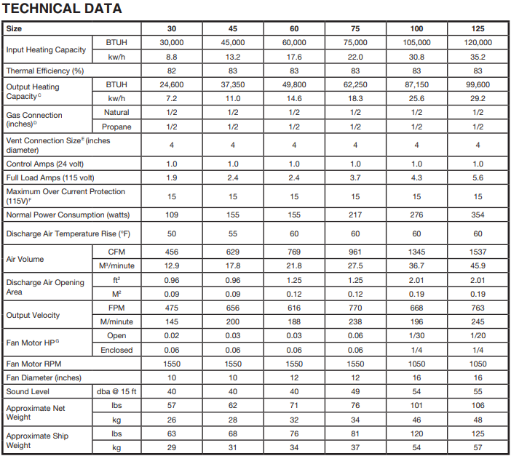 TECHNICAL DATA
Size 30 45 60 75 100 125
Input Heating Capacity BTUH 30,000 45,000 60,000 75,000 105,000 120,000
kw/h 8.8 13.2 17.6 22.0 30.8 35.2
Thermal Efficiency (%) 82 83 83 83 83 83
Output Heating Capacity BTUH 24,600 37,350 49,800 62,250 87,150 99,600
kw/h 7.2 11.0 14.6 18.3 25.6 29.2
Gas Connection (inches) Natural 1/2 1/2 1/2 1/2 1/2 1/2
Propane 1/2 1/2 1/2 1/2 1/2 1/2
Vent Connection Size (inches diameter) 4 4 4 4 4 4
Control Amps (24 volt) 1.0 1.0 1.0 1.0 1.0 1.0
Full Load Amps (115 volt) 1.9 2.4 2.4 3.7 4.3 5.6
Maximum Over Current Protection (115V) 15 15 15 15 15 15
Normal Power Consumption (watts) 109 155 155 217 276 354
Discharge Air Temperature Rise (°F) 50 55 60 60 60 60
Air Volume CFM 456 629 769 961 1345 1537
M³/minute 12.9 17.8 21.8 27.5 36.7 45.9
Discharge Air Opening Area ft² 0.96 0.96 1.25 1.25 2.01 2.01
M² 0.09 0.09 0.12 0.12 0.19 0.19
Output Velocity FPM 475 656 616 770 668 763
M/minute 145 200 188 238 196 245
Fan Motor HP Open 0.02 0.03 0.03 0.06 1/30 1/20
Enclosed 0.06 0.06 0.06 0.06 1/4 1/4
Fan Motor RPM 1550 1550 1550 1550 1050 1050
Fan Diameter (inches) 10 10 12 12 16 16
Sound Level dba @ 15 ft 40 40 40 49 54 55
Approximate Net Weight lbs 57 62 71 76 101 106
kg 26 28 32 34 46 48
Approximate Ship Weight lbs 63 68 76 81 120 125
kg 29 31 34 37 54 57